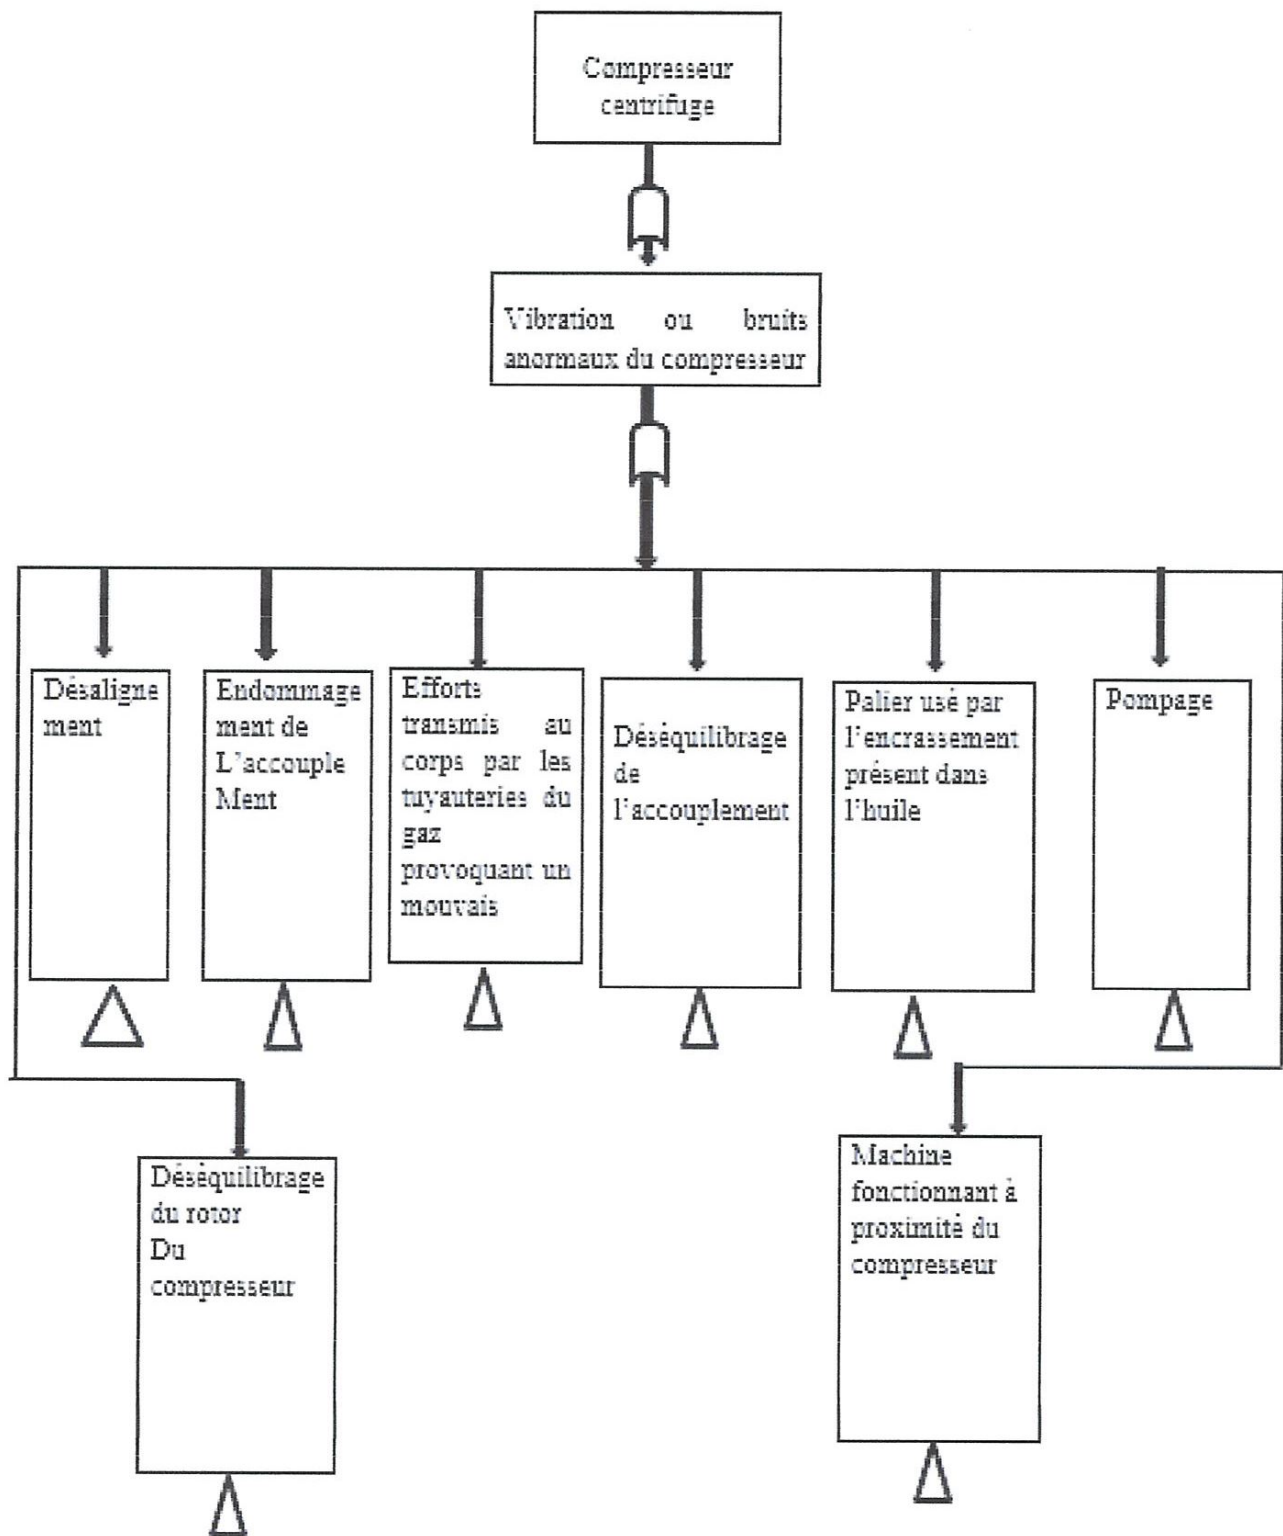 Compresseur
centrifuge
Vibration ou bruits
anormaux du compresseur
Désaligne
ment
Endommage
ment de
L'accouple
Ment
Efforts
transmis au
corps par les
tuyauteries du
gaz
provoquant un
mouvais
Déséquilibrage
de
l'accouplement
Palier usé par
l'encrassement
présent dans
l'huile
Pompage
Déséquilibrage
du rotor
Du
compresseur
Machine
fonctionnant à
proximité du
compresseur